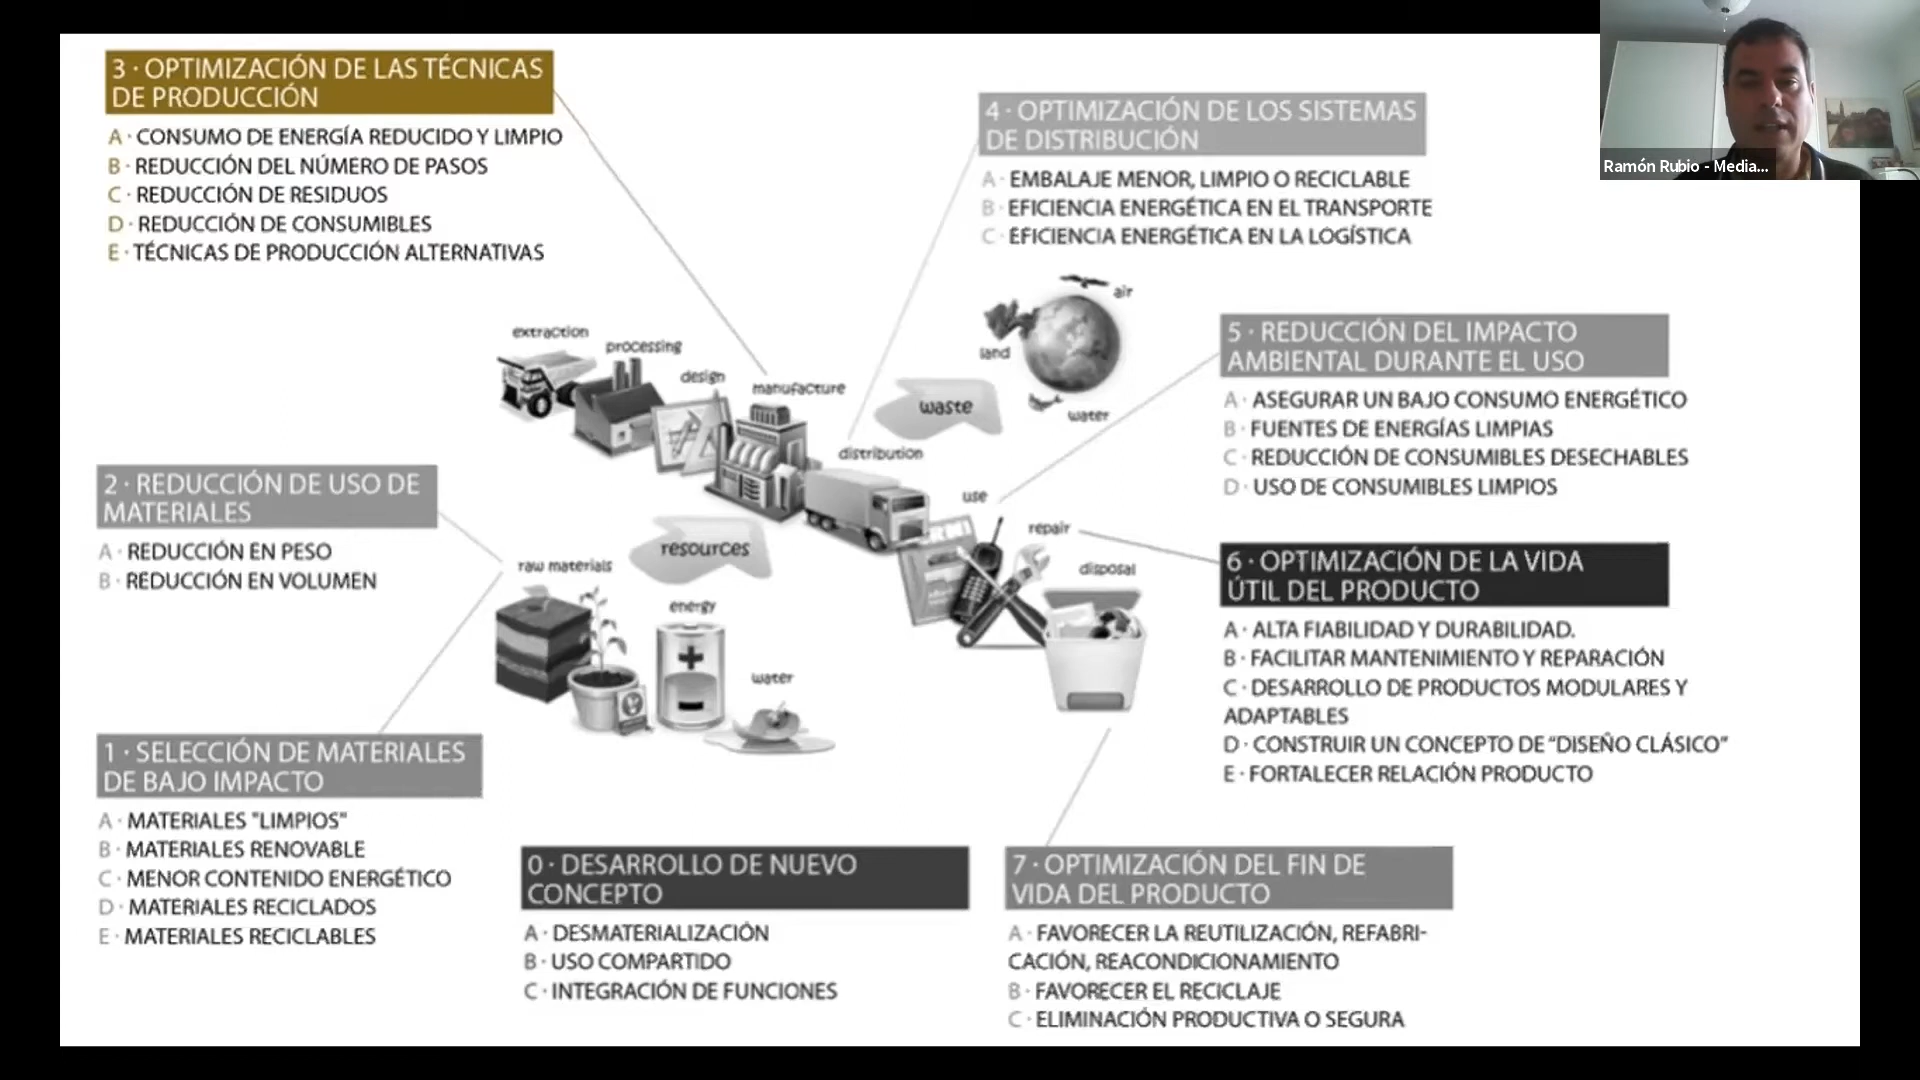 3 · OPTIMIZACIÓN DE LAS TÉCNICAS
DE PRODUCCIÓN
A · CONSUMO DE ENERGÍA REDUCIDO Y LIMPIO
B · REDUCCIÓN DEL NÚMERO DE PASOS
C · REDUCCIÓN DE RESIDUOS
D · REDUCCIÓN DE CONSUMIBLES
E · TÉCNICAS DE PRODUCCIÓN ALTERNATIVAS
4 · OPTIMIZACIÓN DE LOS SISTEMAS
DE DISTRIBUCIÓN
A · EMBALAJE MENOR, LIMPIO O RECICLABLE
B · EFICIENCIA ENERGÉTICA EN EL TRANSPORTE
C · EFICIENCIA ENERGÉTICA EN LA LOGÍSTICA
Ramón Rubio - Media...
extraction
processing
design
manufacture
distribution
use
repair
disposal
waste
air
land
water
5 · REDUCCIÓN DEL IMPACTO
AMBIENTAL DURANTE EL USO
A · ASEGURAR UN BAJO CONSUMO ENERGÉTICO
B · FUENTES DE ENERGÍAS LIMPIAS
C · REDUCCIÓN DE CONSUMIBLES DESECHABLES
D · USO DE CONSUMIBLES LIMPIOS
2 · REDUCCIÓN DE USO DE
MATERIALES
A · REDUCCIÓN EN PESO
B · REDUCCIÓN EN VOLUMEN
resources
raw materials
energy
water
6 · OPTIMIZACIÓN DE LA VIDA
ÚTIL DEL PRODUCTO
A · ALTA FIABILIDAD Y DURABILIDAD.
B · FACILITAR MANTENIMIENTO Y REPARACIÓN
C · DESARROLLO DE PRODUCTOS MODULARES Y
ADAPTABLES
D · CONSTRUIR UN CONCEPTO DE “DISEÑO CLÁSICO”
E · FORTALECER RELACIÓN PRODUCTO
1 · SELECCIÓN DE MATERIALES
DE BAJO IMPACTO
A · MATERIALES "LIMPIOS"
B · MATERIALES RENOVABLE
C · MENOR CONTENIDO ENERGÉTICO
D · MATERIALES RECICLADOS
E · MATERIALES RECICLABLES
0 · DESARROLLO DE NUEVO
CONCEPTO
A · DESMATERIALIZACIÓN
B · USO COMPARTIDO
C · INTEGRACIÓN DE FUNCIONES
7 · OPTIMIZACIÓN DEL FIN DE
VIDA DEL PRODUCTO
A · FAVORECER LA REUTILIZACIÓN, REFABRI-
CACIÓN, REACONDICIONAMIENTO
B · FAVORECER EL RECICLAJE
C · ELIMINACIÓN PRODUCTIVA O SEGURA